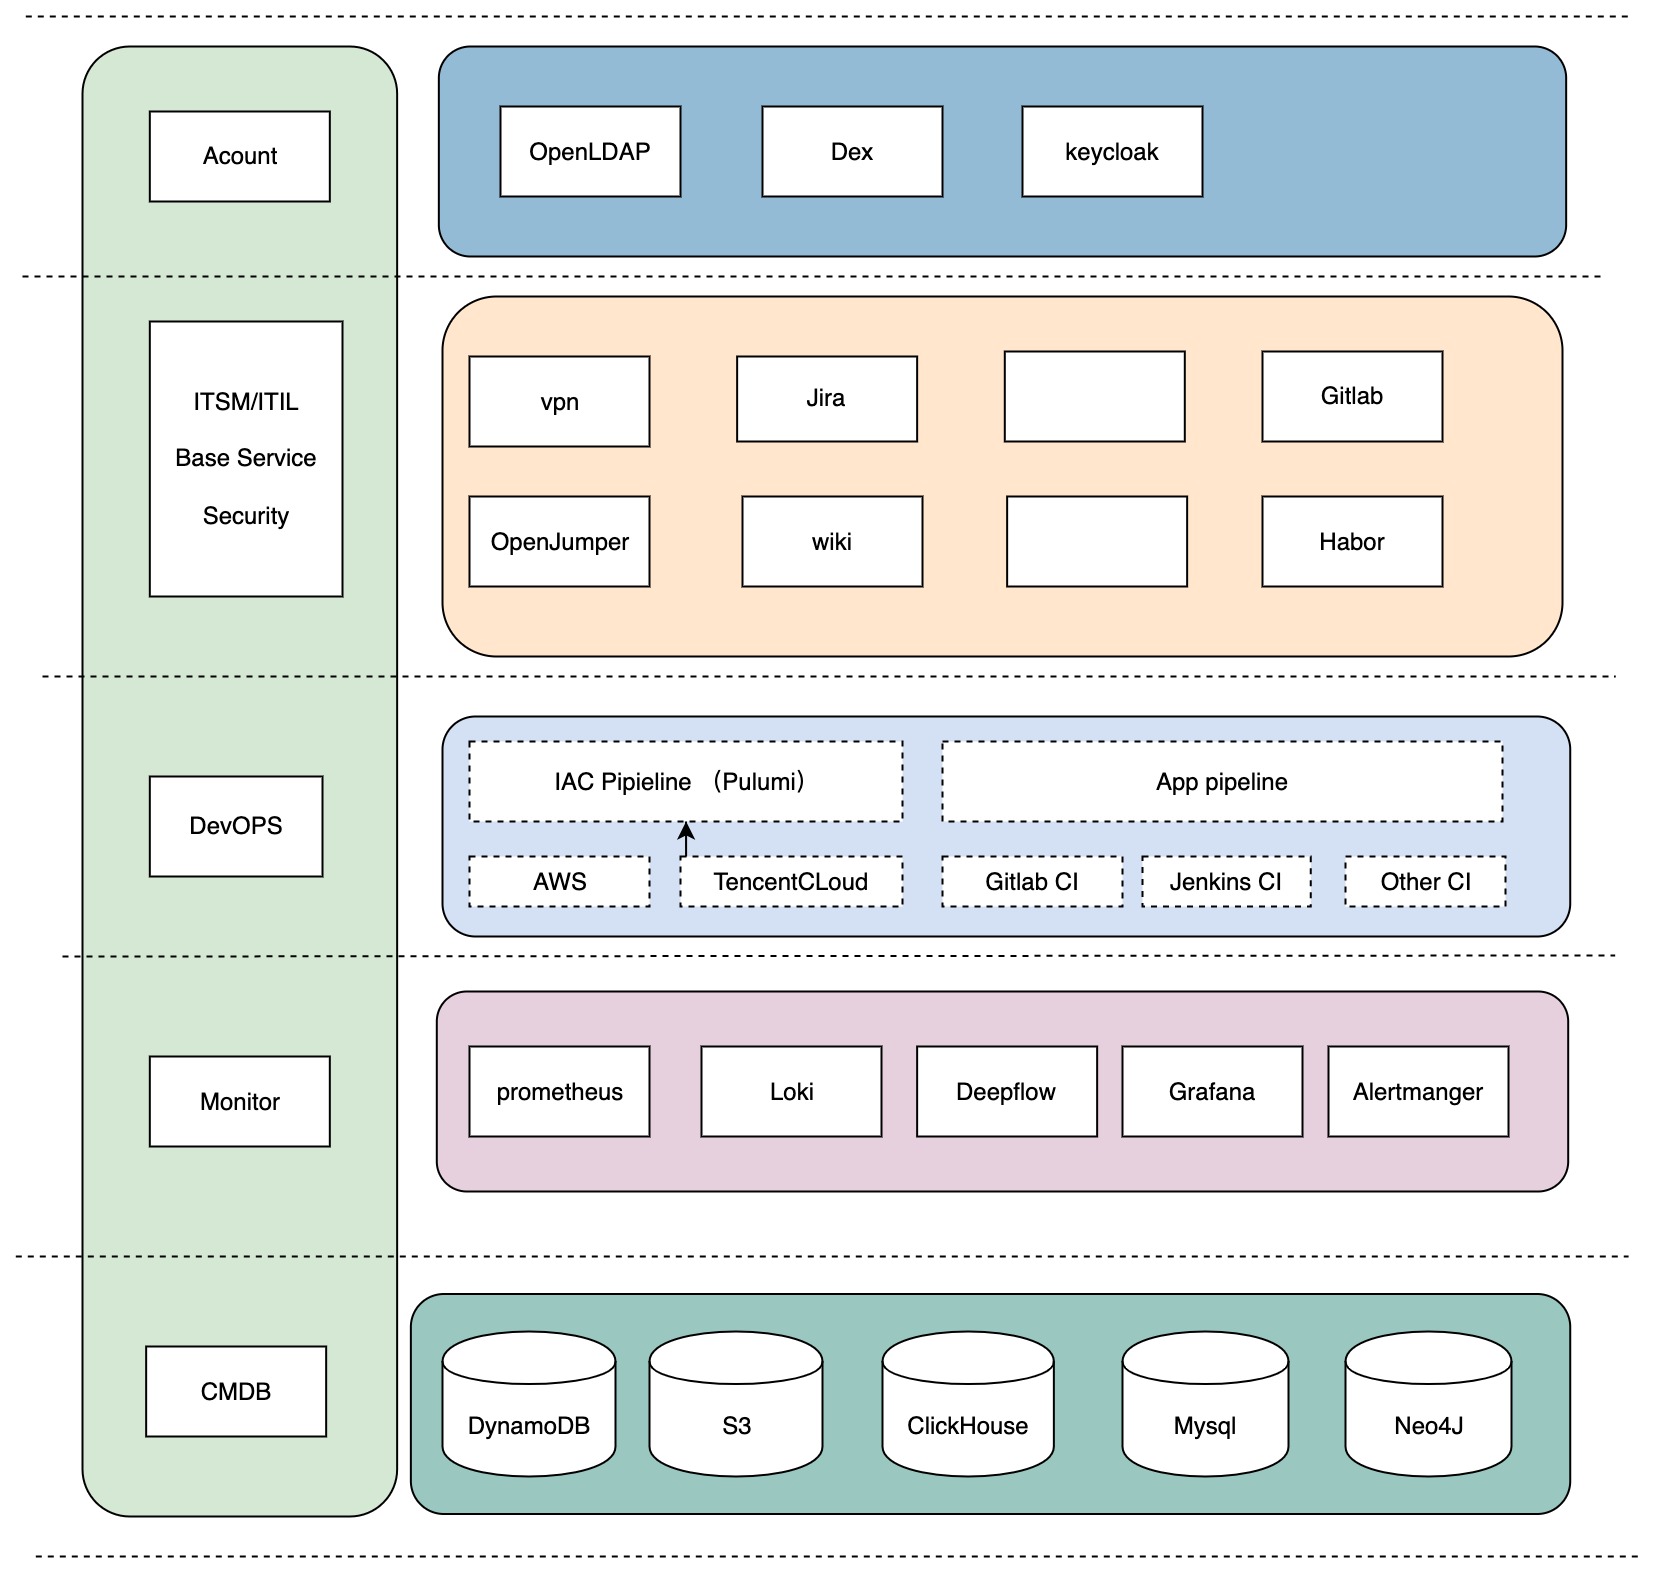 Acount
OpenLDAP
Dex
keycloak
ITSM/ITIL
Base Service
Security
vpn
Jira
Gitlab
OpenJumper
wiki
Habor
DevOPS
IAC Pipieline （Pulumi）
App pipeline
AWS
TencentCLoud
Gitlab CI
Jenkins CI
Other CI
Monitor
prometheus
Loki
Deepflow
Grafana
Alertmanger
CMDB
DynamoDB
S3
ClickHouse
Mysql
Neo4J